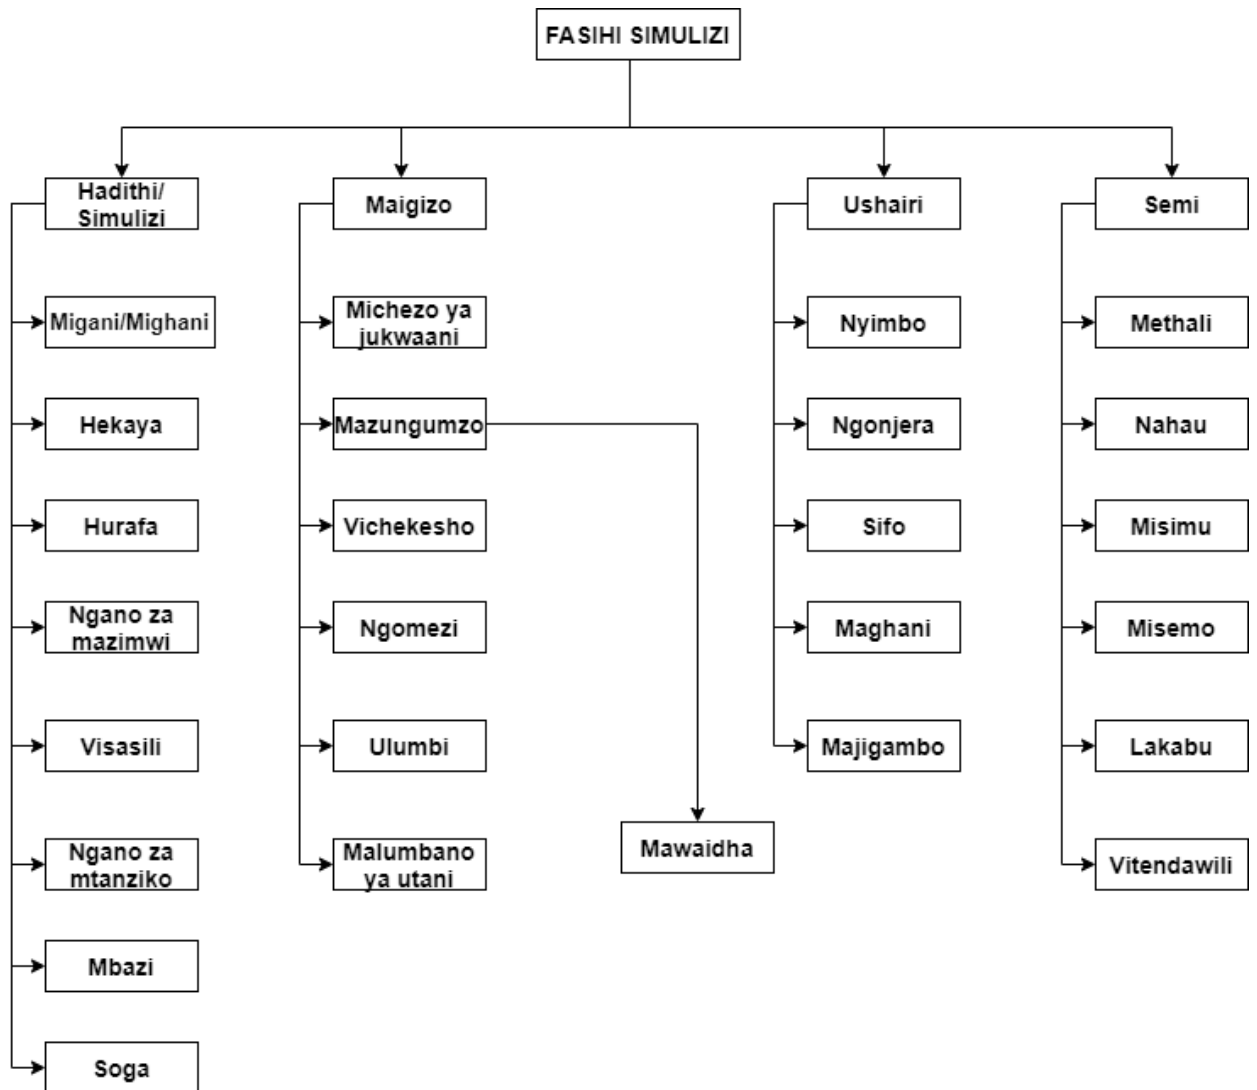 FASIHI SIMULIZI
Hadithi/
Simulizi
Migani/Mighani
Hekaya
Hurafa
Ngano za
mazimwi
Visasili
Ngano za
mtanziko
Mbazi
Soga
Maigizo
Michezo ya
jukwaani
Mazungumzo
Vichekesho
Ngomezi
Ulumbi
Malumbano
ya utani
Mawaidha
Ushairi
Nyimbo
Ngonjera
Sifo
Maghani
Majigambo
Semi
Methali
Nahau
Misimu
Misemo
Lakabu
Vitendawili